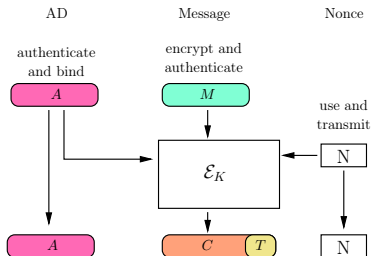 AD Message Nonce
authenticate
and bind
encrypt and
authenticate
use and
transmit
A M
N
ℰ_K
A C T N